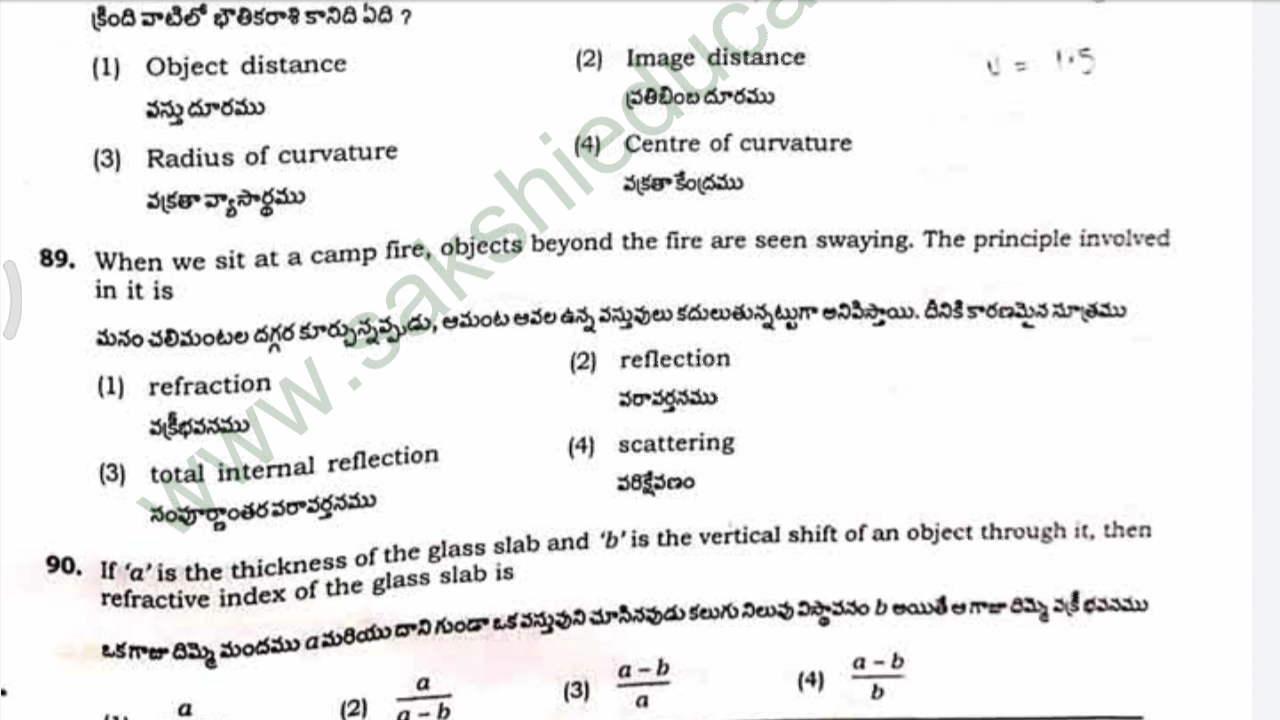 క్రింది వాటిలో భౌతికరాశి కానిది ఏది ?
(1) Object distance (2) Image distance
వస్తు దూరము ప్రతిబింబ దూరము
υ = 1.5
(3) Radius of curvature (4) Centre of curvature
వక్రతా వ్యాసార్థము వక్రతా కేంద్రము
89. When we sit at a camp fire, objects beyond the fire are seen swaying. The principle involved
in it is
మనం చలిమంటల దగ్గర కూర్చున్నప్పుడు, ఆమంట ఆవల ఉన్న వస్తువులు కదులుతున్నట్టుగా అనిపిస్తాయి. దీనికి కారణమైన సూత్రము
(1) refraction (2) reflection
వక్రీభవనము పరావర్తనము
(3) total internal reflection (4) scattering
సంపూర్ణాంతర పరావర్తనము పరిక్షేపణం
90. If 'a' is the thickness of the glass slab and 'b' is the vertical shift of an object through it, then
refractive index of the glass slab is
ఒక గాజు దిమ్మె మందము a మరియు దాని గుండా ఒక వస్తువుని చూసినపుడు కలుగు నిలువు విస్థాపనం b అయితే ఆ గాజు దిమ్మె వక్రీభవనము
a (2) a / a – b (3) a – b / a (4) a – b / b
www.sakshieduca